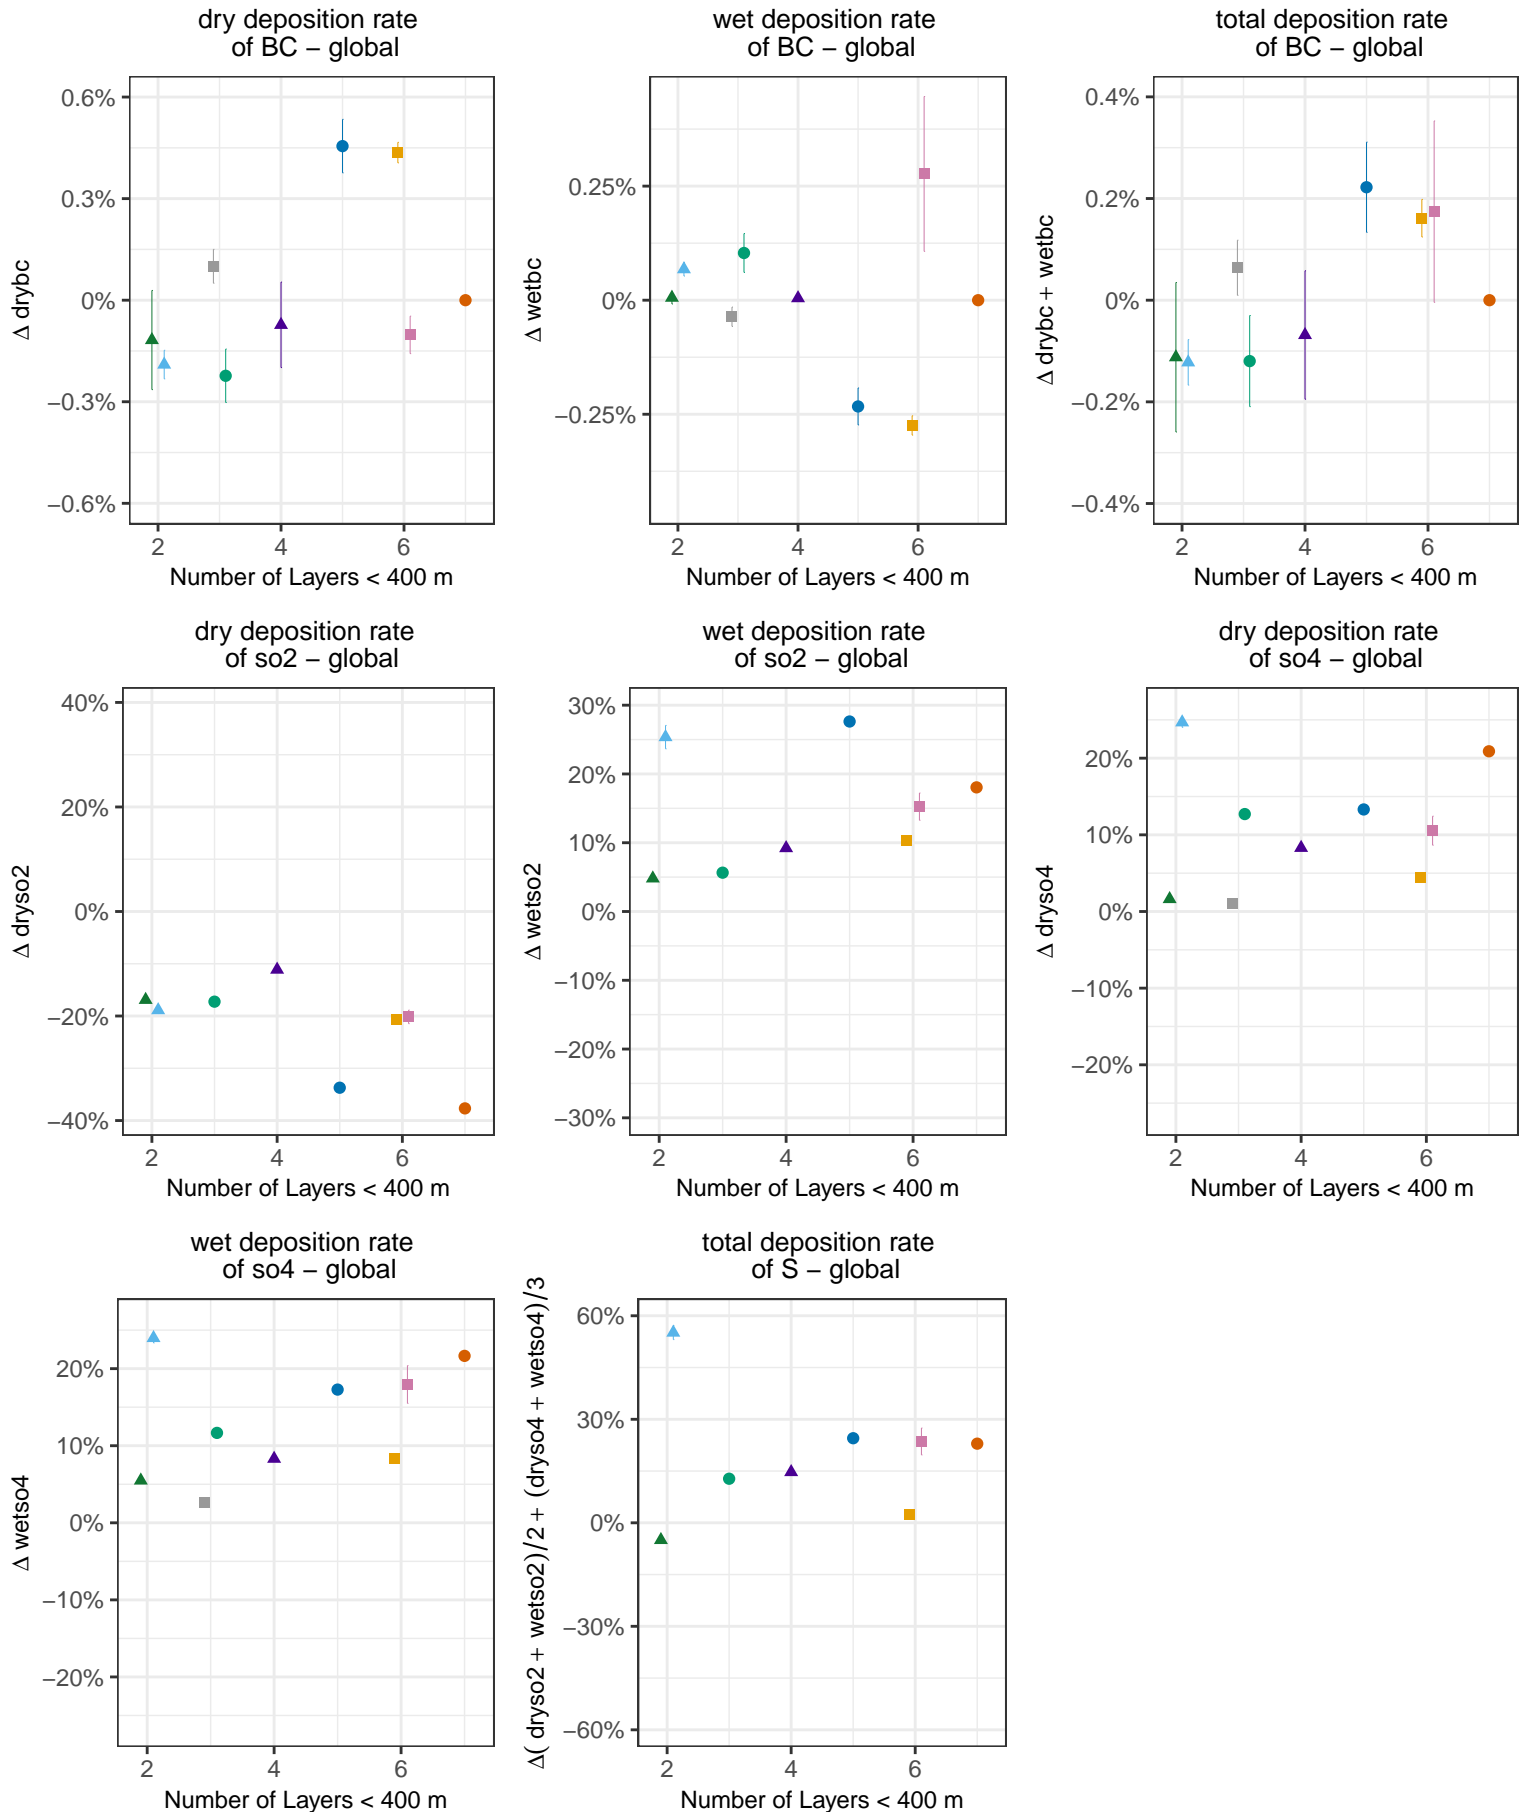 dry deposition rate
of BC − global
0.6%
0.3%
0%
−0.3%
−0.6%
Δ drybc
2 4 6
Number of Layers < 400 m
wet deposition rate
of BC − global
0.25%
0%
−0.25%
Δ wetbc
2 4 6
Number of Layers < 400 m
total deposition rate
of BC − global
0.4%
0.2%
0%
−0.2%
−0.4%
Δ drybc + wetbc
2 4 6
Number of Layers < 400 m
dry deposition rate
of so2 − global
40%
20%
0%
−20%
−40%
Δ dryso2
2 4 6
Number of Layers < 400 m
wet deposition rate
of so2 − global
30%
20%
10%
0%
−10%
−20%
−30%
Δ wetso2
2 4 6
Number of Layers < 400 m
dry deposition rate
of so4 − global
20%
10%
0%
−10%
−20%
Δ dryso4
2 4 6
Number of Layers < 400 m
wet deposition rate
of so4 − global
20%
10%
0%
−10%
−20%
Δ wetso4
2 4 6
Number of Layers < 400 m
total deposition rate
of S − global
60%
30%
0%
−30%
−60%
Δ( dryso2 + wetso2)/2 + (dryso4 + wetso4)/3
2 4 6
Number of Layers < 400 m